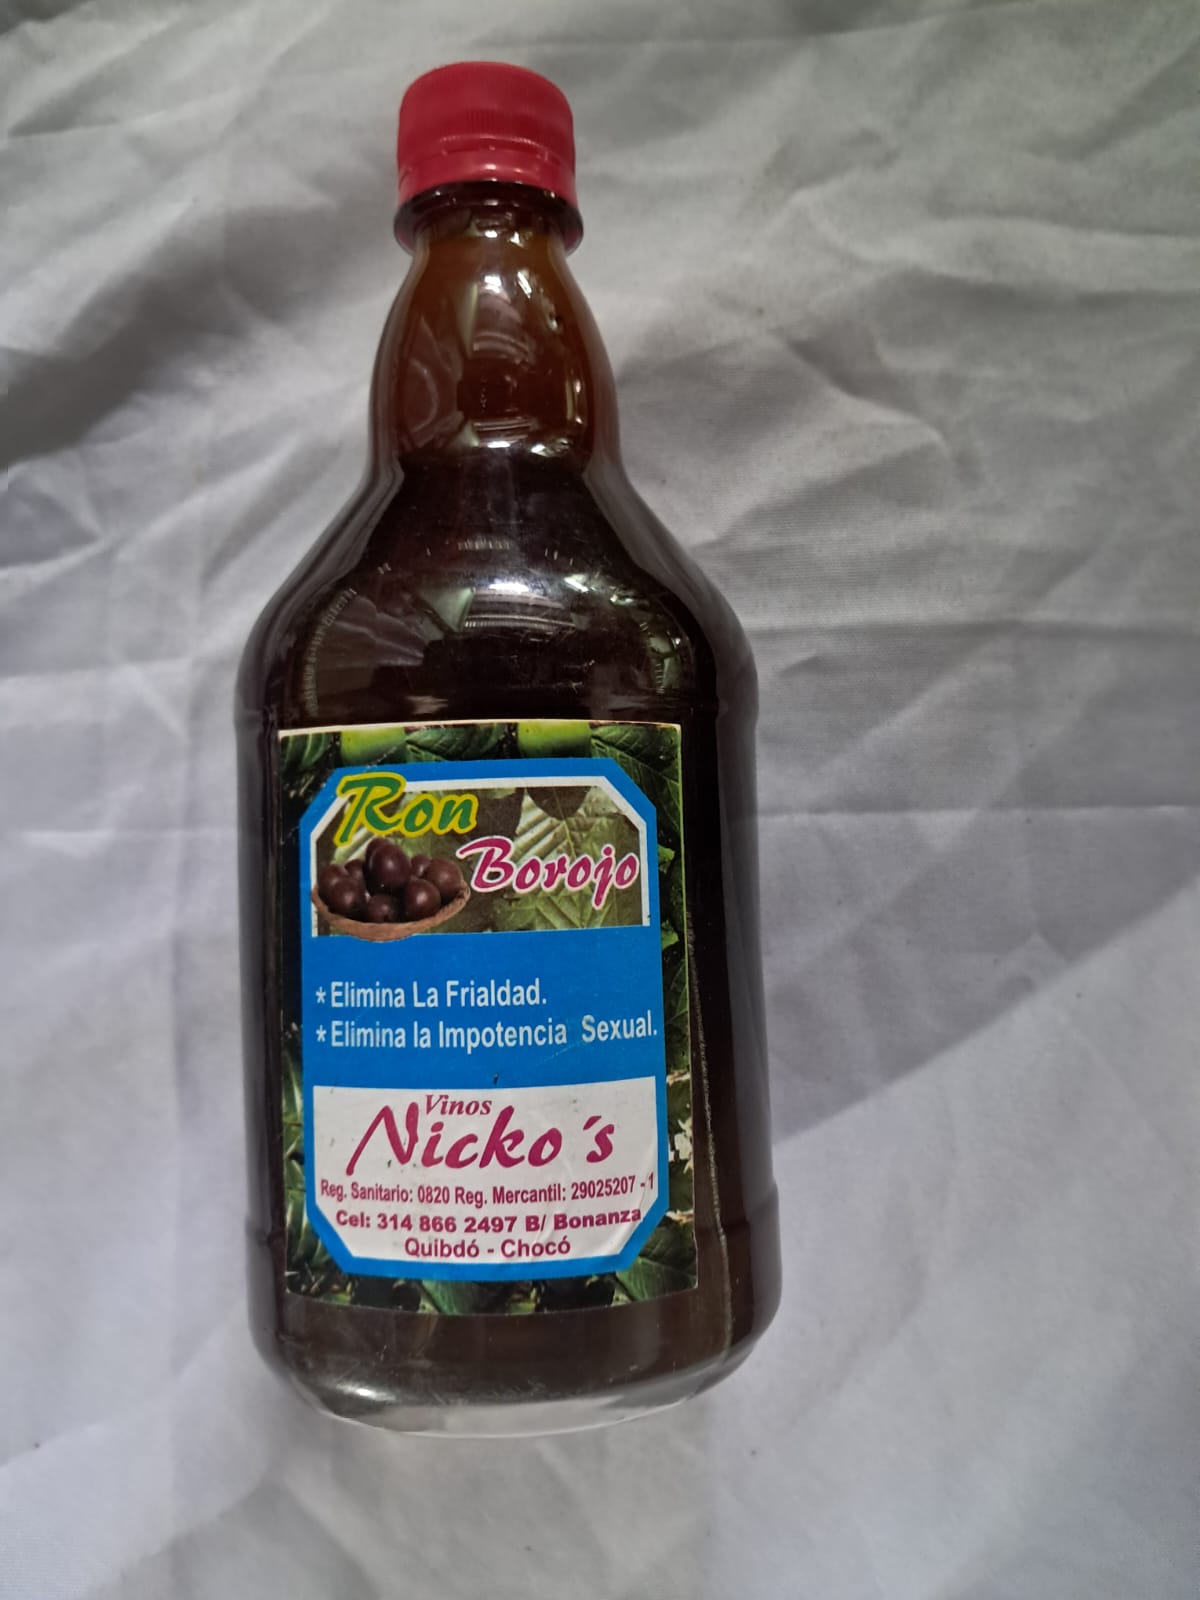 Ron
Borojo
* Elimina La Frialdad.
* Elimina la Impotencia Sexual.
Vinos
Nicko´s
Reg. Sanitario: 0820 Reg. Mercantil: 29025207 - 1
Cel: 314 866 2497 B/ Bonanza
Quibdó - Chocó